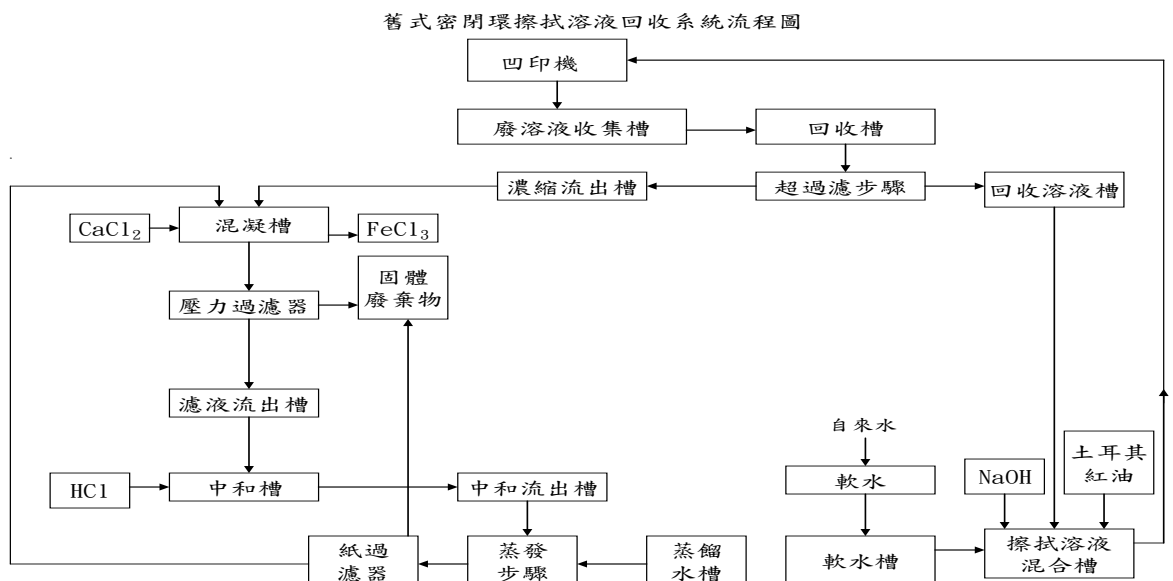 舊式密閉環擦拭溶液回收系統流程圖
凹印機
廢溶液收集槽
回收槽
濃縮流出槽
超過濾步驟
回收溶液槽
CaCl₂
混凝槽
FeCl₃
固體
廢棄物
壓力過濾器
濾液流出槽
自來水
土耳其
紅油
HCl
中和槽
中和流出槽
軟水
NaOH
紙過
濾器
蒸發
步驟
蒸餾
水槽
軟水槽
擦拭溶液
混合槽